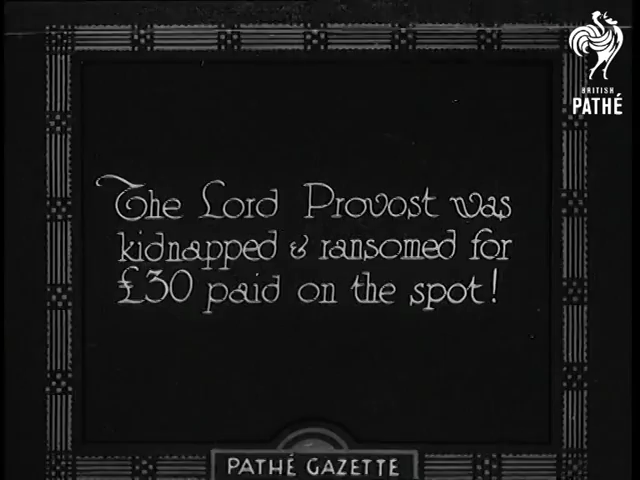 BRITISH
PATHÉ
The Lord Provost was
kidnapped & ransomed for
£30 paid on the spot!
PATHÉ GAZETTE